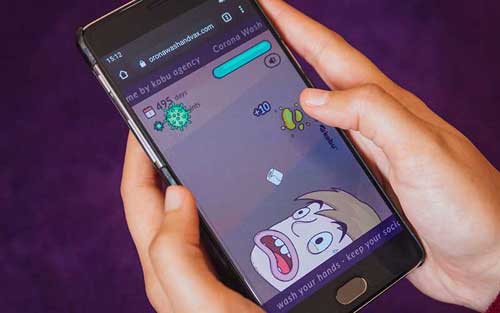 15:12
oronawashandvax.com
me by kobu agency Corona Wash
495 days
+10
kobu
wash your hands - keep your soci